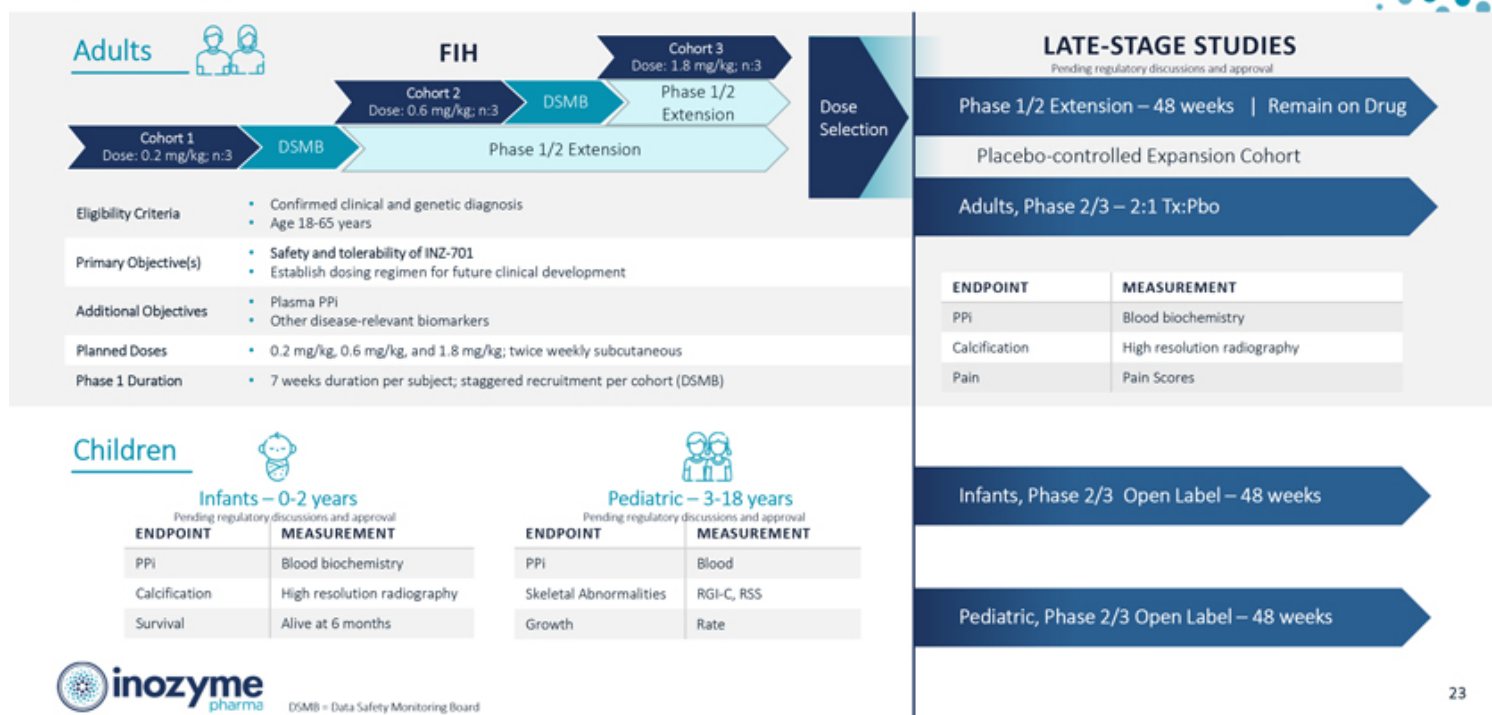 Adults
FIH
Cohort 3
Dose: 1.8 mg/kg; n:3
Cohort 2
Dose: 0.6 mg/kg; n:3
DSMB
Phase 1/2
Extension
Cohort 1
Dose: 0.2 mg/kg; n:3
DSMB
Phase 1/2 Extension
Dose
Selection
Eligibility Criteria
• Confirmed clinical and genetic diagnosis
• Age 18-65 years
Primary Objective(s)
• Safety and tolerability of INZ-701
• Establish dosing regimen for future clinical development
Additional Objectives
• Plasma PPi
• Other disease-relevant biomarkers
Planned Doses
• 0.2 mg/kg, 0.6 mg/kg, and 1.8 mg/kg; twice weekly subcutaneous
Phase 1 Duration
• 7 weeks duration per subject; staggered recruitment per cohort (DSMB)
LATE-STAGE STUDIES
Pending regulatory discussions and approval
Phase 1/2 Extension – 48 weeks | Remain on Drug
Placebo-controlled Expansion Cohort
Adults, Phase 2/3 – 2:1 Tx:Pbo
ENDPOINT MEASUREMENT
PPi Blood biochemistry
Calcification High resolution radiography
Pain Pain Scores
Children
Infants – 0-2 years
Pending regulatory discussions and approval
ENDPOINT MEASUREMENT
PPi Blood biochemistry
Calcification High resolution radiography
Survival Alive at 6 months
Pediatric – 3-18 years
Pending regulatory discussions and approval
ENDPOINT MEASUREMENT
PPi Blood
Skeletal Abnormalities RGI-C, RSS
Growth Rate
Infants, Phase 2/3 Open Label – 48 weeks
Pediatric, Phase 2/3 Open Label – 48 weeks
inozyme
pharma
DSMB = Data Safety Monitoring Board
23